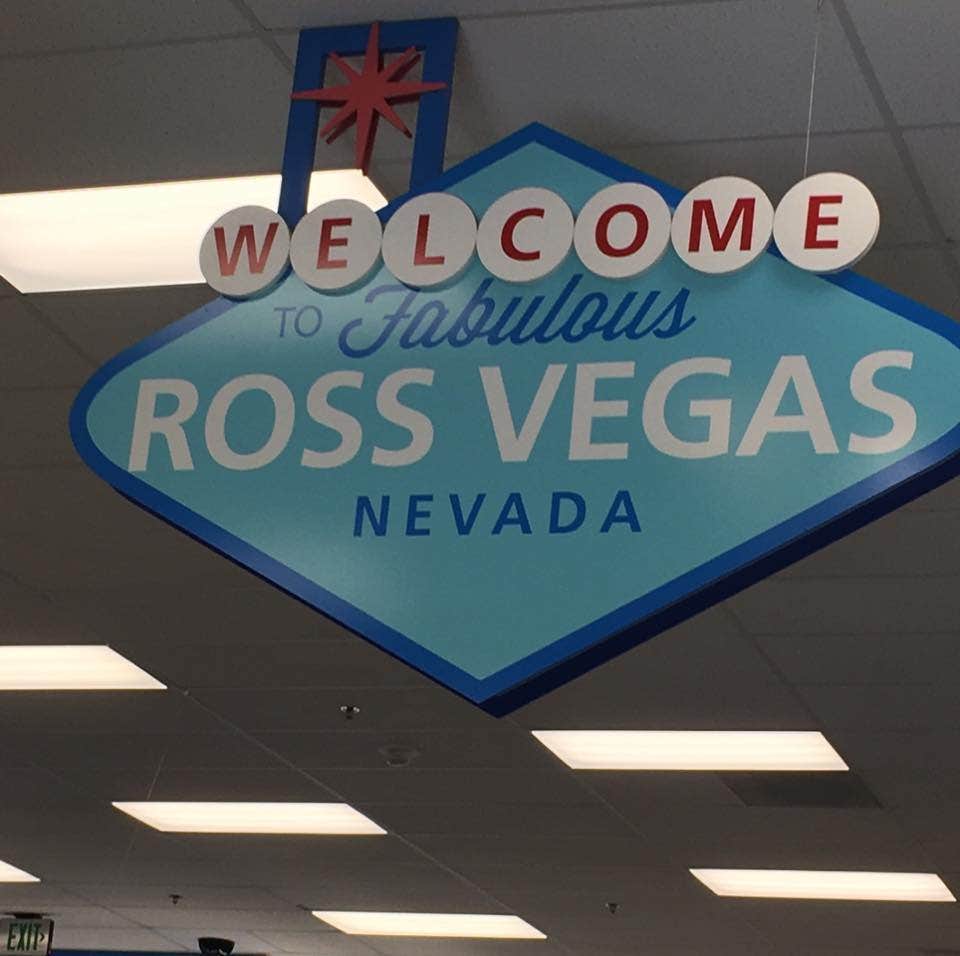 WELCOME
TO Fabulous
ROSS VEGAS
NEVADA
EXIT